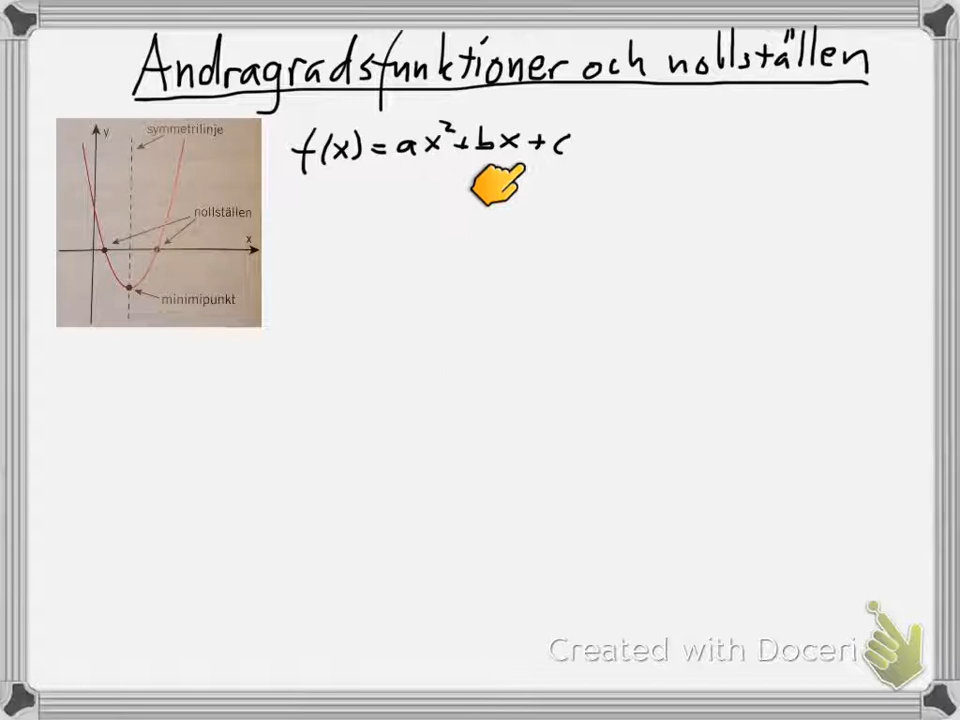 Andragradsfunktioner och nollställen
y
symmetrilinje
f(x) = ax²+bx+c
nollställen
x
minimipunkt
Created with Doceri